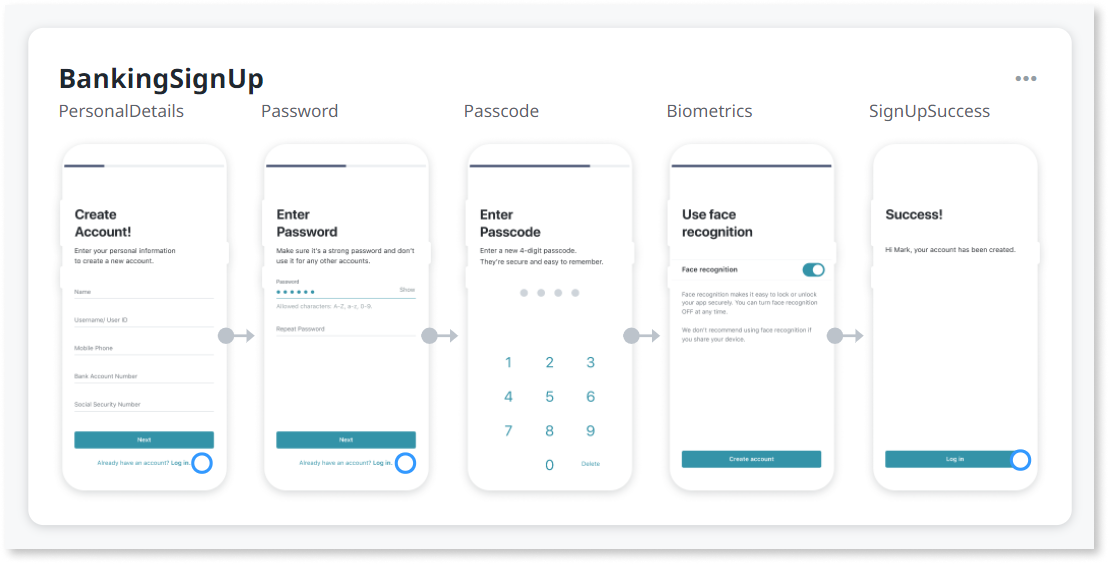 BankingSignUp
PersonalDetails
Create
Account!
Enter your personal information
to create a new account.
Name
Username/ User ID
Mobile Phone
Bank Account Number
Social Security Number
Next
Already have an account? Log in.
Password
Enter
Password
Make sure it's a strong password and don't
use it for any other accounts.
Password
Show
Allowed characters: A–Z, a–c, 0–9.
Repeat Password
Next
Already have an account? Log in.
Passcode
Enter
Passcode
Enter a new 4-digit passcode.
They're secure and easy to remember.
1 2 3
4 5 6
7 8 9
0 Delete
Biometrics
Use face
recognition
Face recognition
Face recognition makes it easy to lock or unlock
your app securely. You can turn face recognition
OFF at any time.
We don't recommend using face recognition if
you share your device.
Create account
SignUpSuccess
Success!
Hi Mark, your account has been created.
Log in